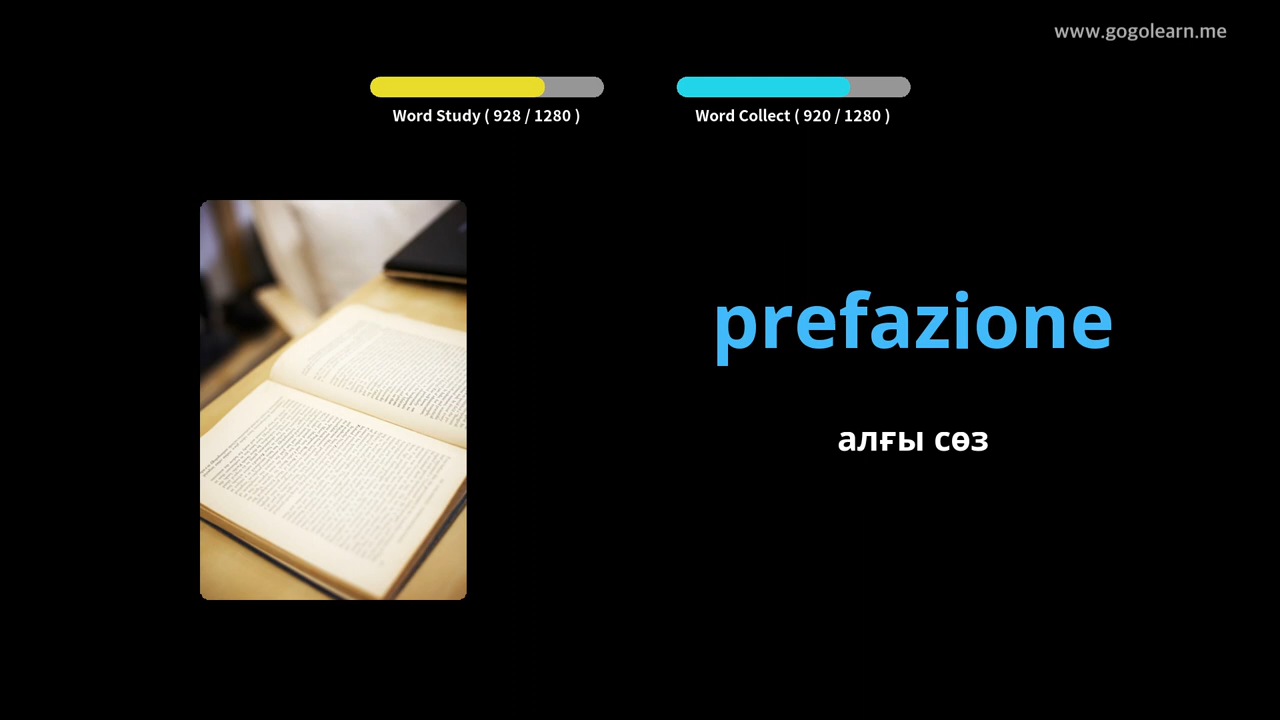 www.gogolearn.me
Word Study ( 928 / 1280 )
Word Collect ( 920 / 1280 )
prefazione
алғы сөз